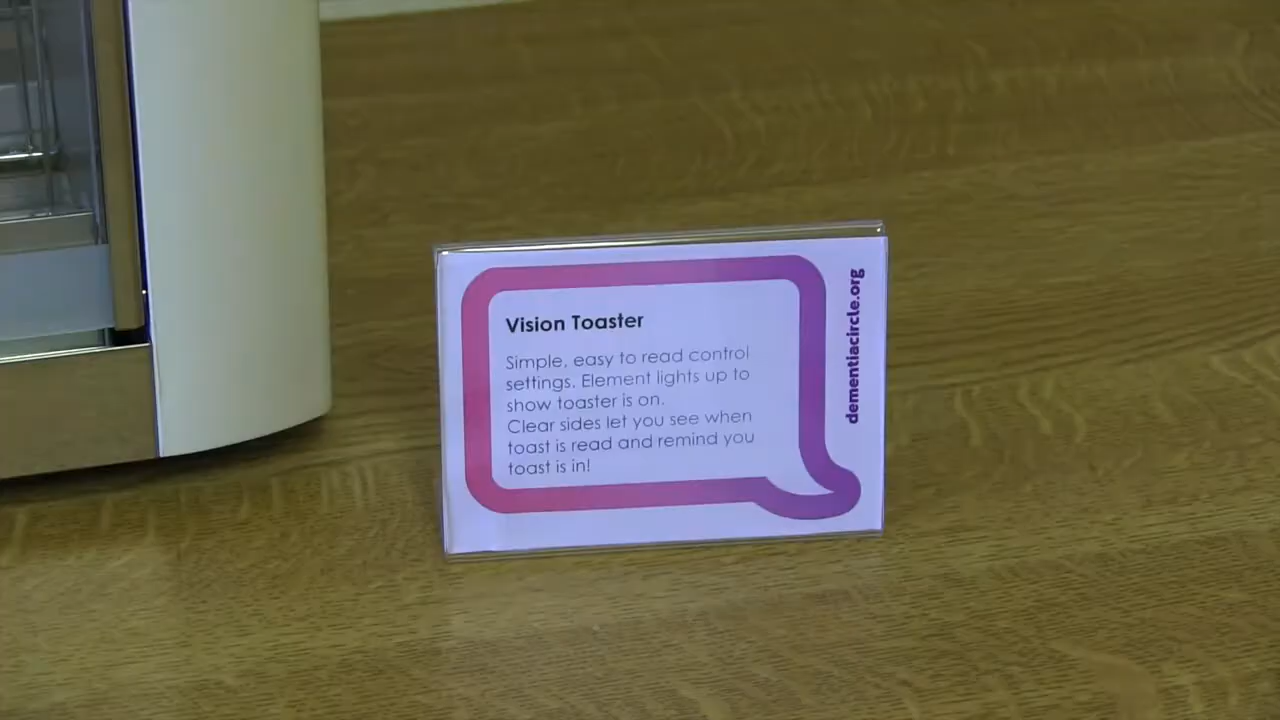 Vision Toaster
Simple, easy to read control
settings. Element lights up to
show toaster is on.
Clear sides let you see when
toast is read and remind you
toast is in!
dementiacircle.org